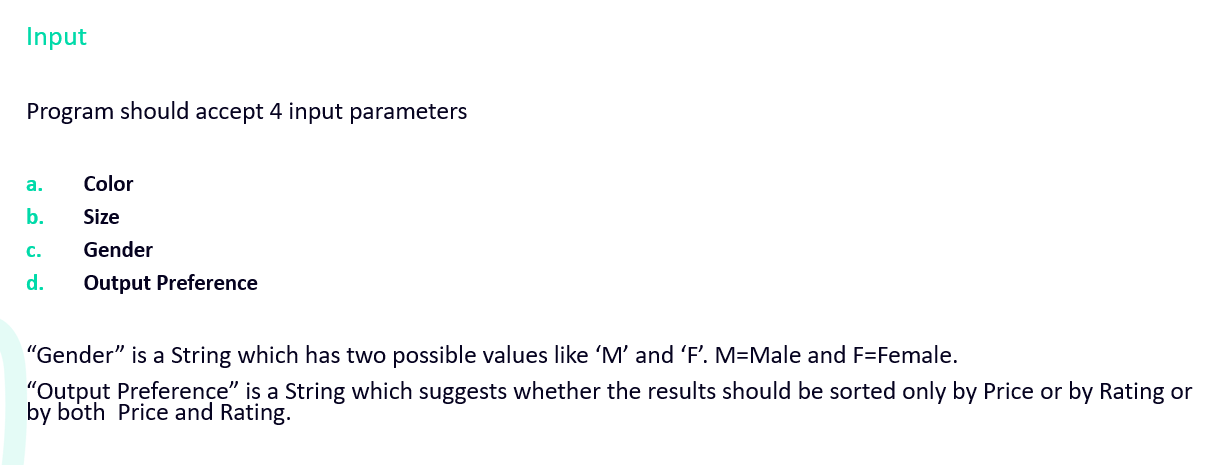 Input
Program should accept 4 input parameters
a. Color
b. Size
c. Gender
d. Output Preference
“Gender” is a String which has two possible values like ‘M’ and ‘F’. M=Male and F=Female.
“Output Preference” is a String which suggests whether the results should be sorted only by Price or by Rating or
by both  Price and Rating.